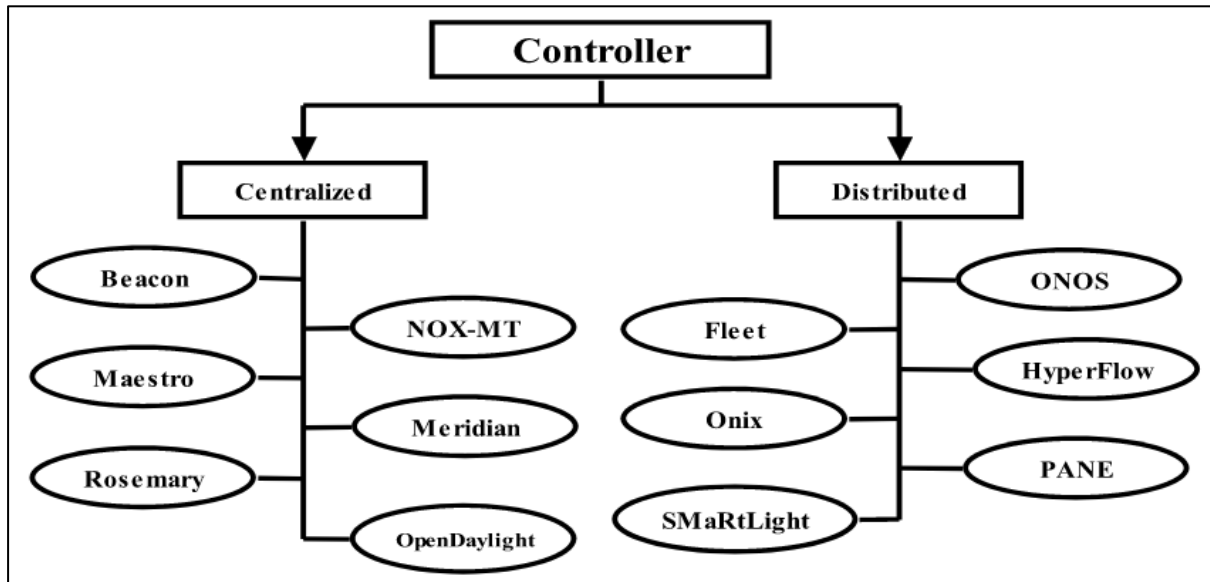 Controller
Centralized
Distributed
Beacon
NOX-MT
Maestro
Meridian
Rosemary
OpenDaylight
ONOS
Fleet
HyperFlow
Onix
PANE
SMaRtLight